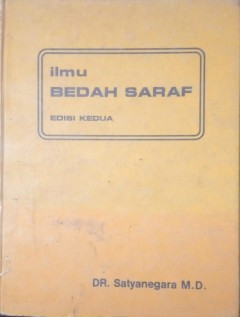 ilmu
BEDAH SARAF
EDISI KEDUA
DR. Satyanegara M.D.